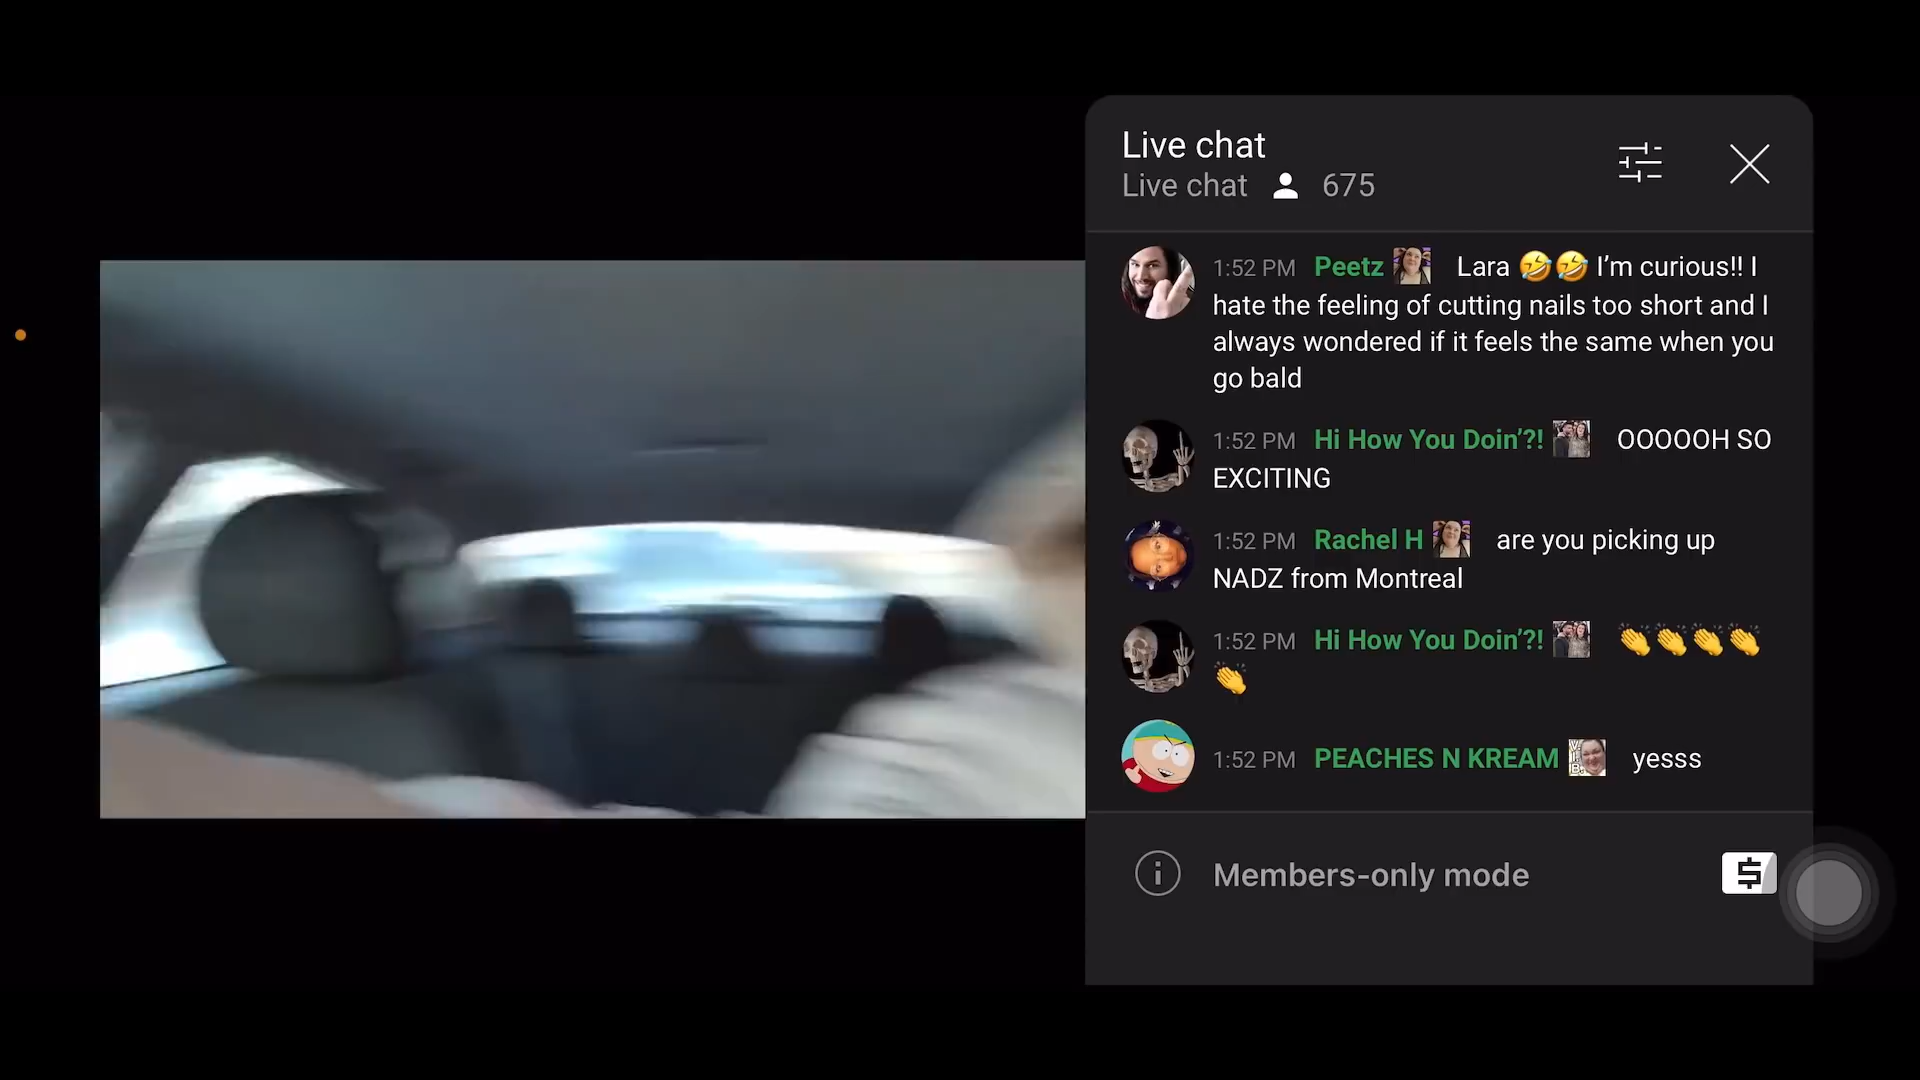 Live chat
Live chat 675
1:52 PM Peetz Lara 🤣🤣 I’m curious!! I
hate the feeling of cutting nails too short and I
always wondered if it feels the same when you
go bald
1:52 PM Hi How You Doin’?! OOOOOH SO
EXCITING
1:52 PM Rachel H are you picking up
NADZ from Montreal
1:52 PM Hi How You Doin’?! 👏👏👏👏
👏
1:52 PM PEACHES N KREAM yesss
Members-only mode